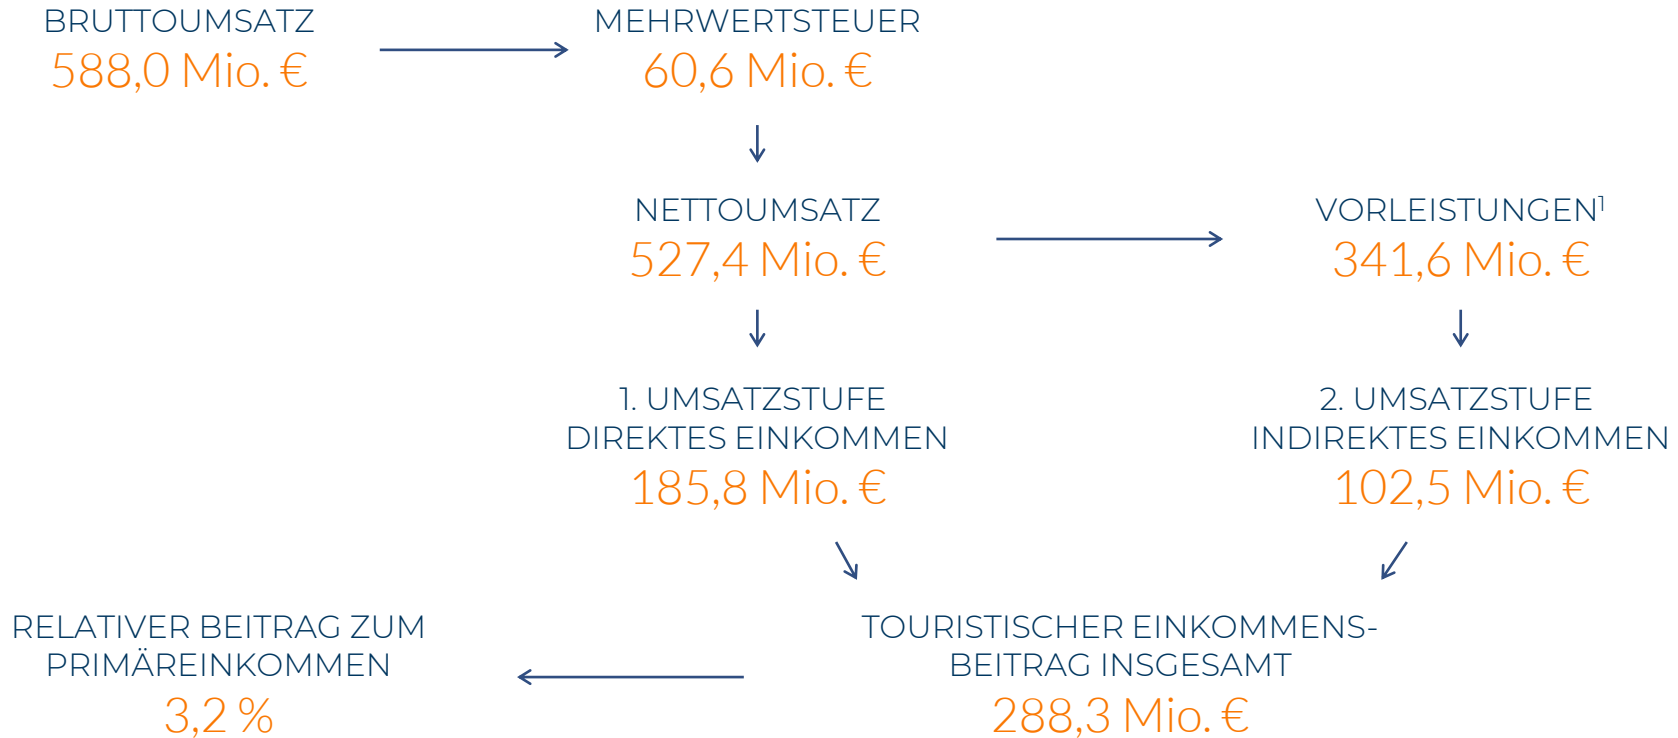 BRUTTOUMSATZ
588,0 Mio. €
MEHRWERTSTEUER
60,6 Mio. €
NETTOUMSATZ
527,4 Mio. €
VORLEISTUNGEN¹
341,6 Mio. €
1. UMSATZSTUFE
DIREKTES EINKOMMEN
185,8 Mio. €
2. UMSATZSTUFE
INDIREKTES EINKOMMEN
102,5 Mio. €
RELATIVER BEITRAG ZUM
PRIMÄREINKOMMEN
3,2 %
TOURISTISCHER EINKOMMENS-
BEITRAG INSGESAMT
288,3 Mio. €